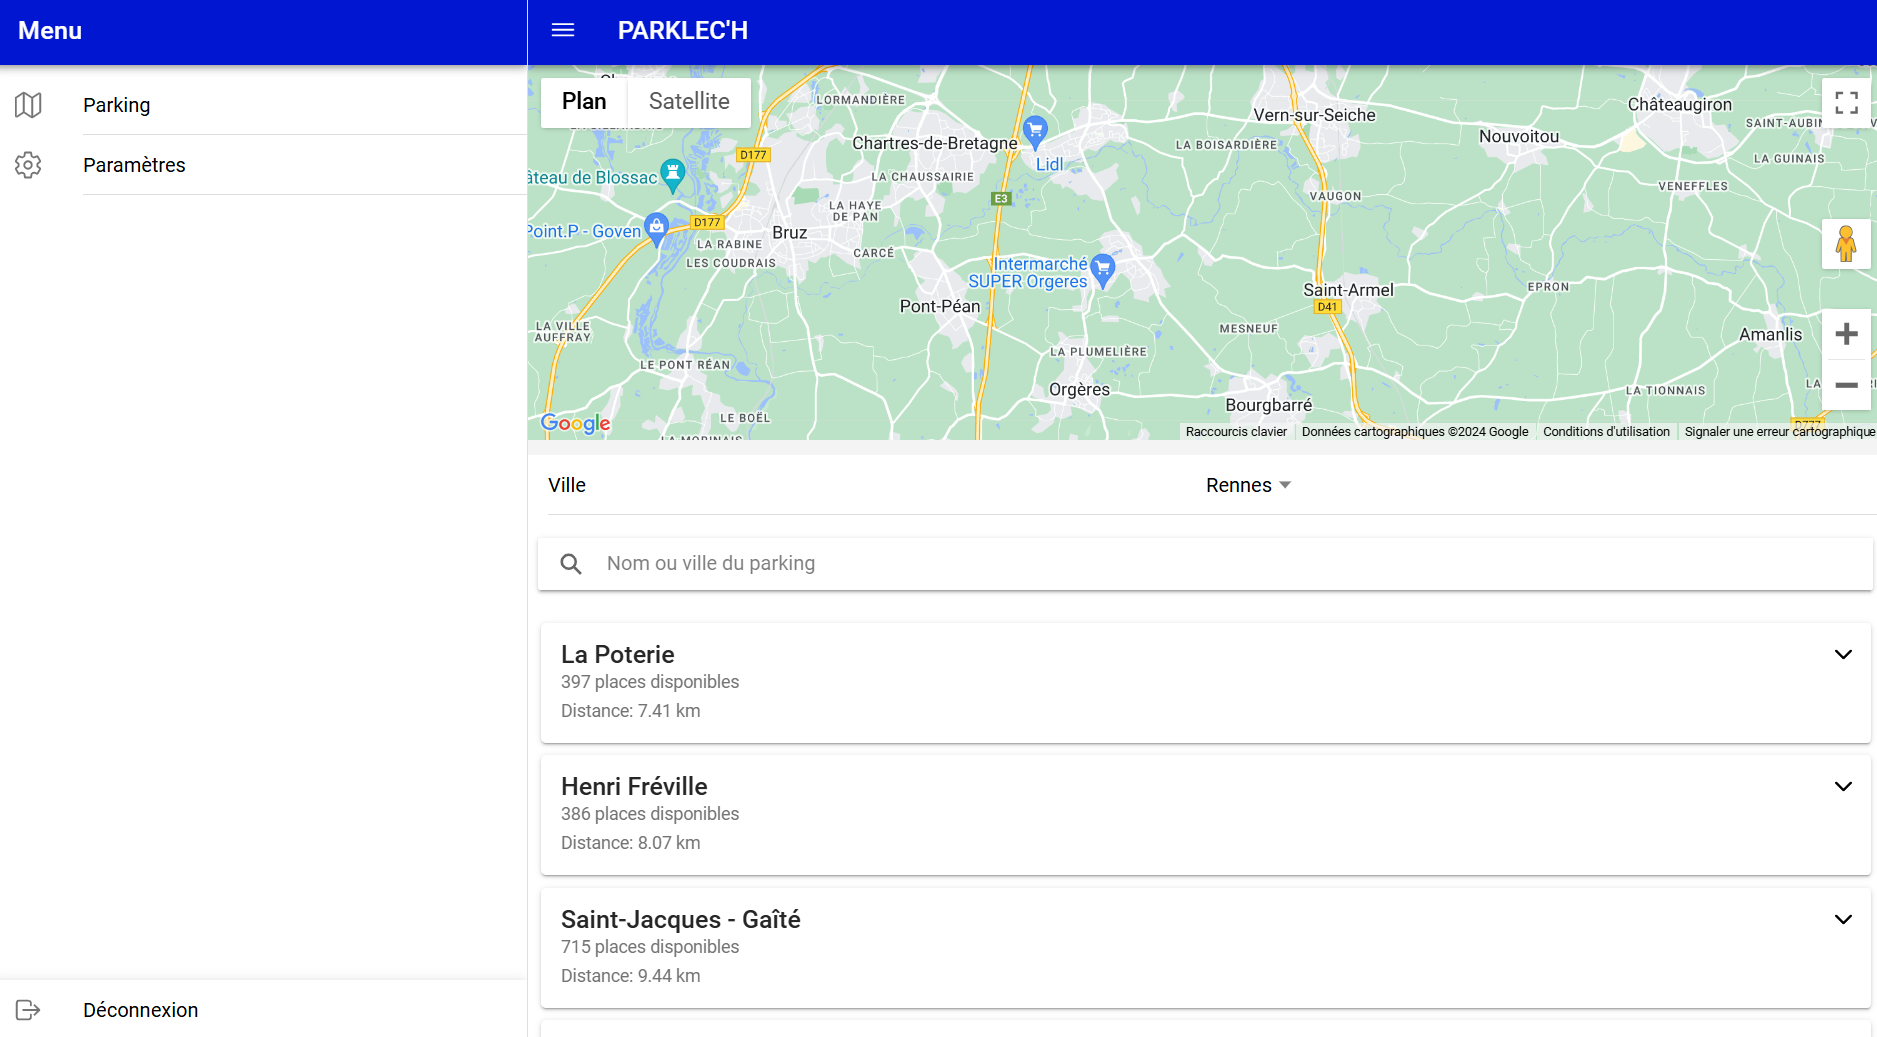 Menu
PARKLEC'H
Parking
Paramètres
Déconnexion
Plan
Satellite
LORMANDIÈRE
Châteaugiron
Vern-sur-Seiche
SAINT-AUBIN
Nouvoitou
Chartres-de-Bretagne
LA BOISARDIÈRE
Lidl
LA GUINAIS
D177
âteau de Blossac
LA CHAUSSAIRIE
VENEFFLES
E3
VAUGON
LA HAYE
DE PAN
D177
Point.P - Goven
Bruz
LA RABINE
CARCÉ
LES COUDRAIS
Intermarché
SUPER Orgeres
EPRON
Saint-Armel
Pont-Péan
D41
LA VILLE
AUFFRAY
MESNEUF
Amanlis
LA PLUMELIÈRE
LE PONT RÉAN
LA
Orgères
LA TIONNAIS
Bourgbarré
LE BOËL
Google
D777
LA MORINAIS
Raccourcis clavier
Données cartographiques ©2024 Google
Conditions d'utilisation
Signaler une erreur cartographique
Ville
Rennes
Nom ou ville du parking
La Poterie
397 places disponibles
Distance: 7.41 km
Henri Fréville
386 places disponibles
Distance: 8.07 km
Saint-Jacques - Gaîté
715 places disponibles
Distance: 9.44 km